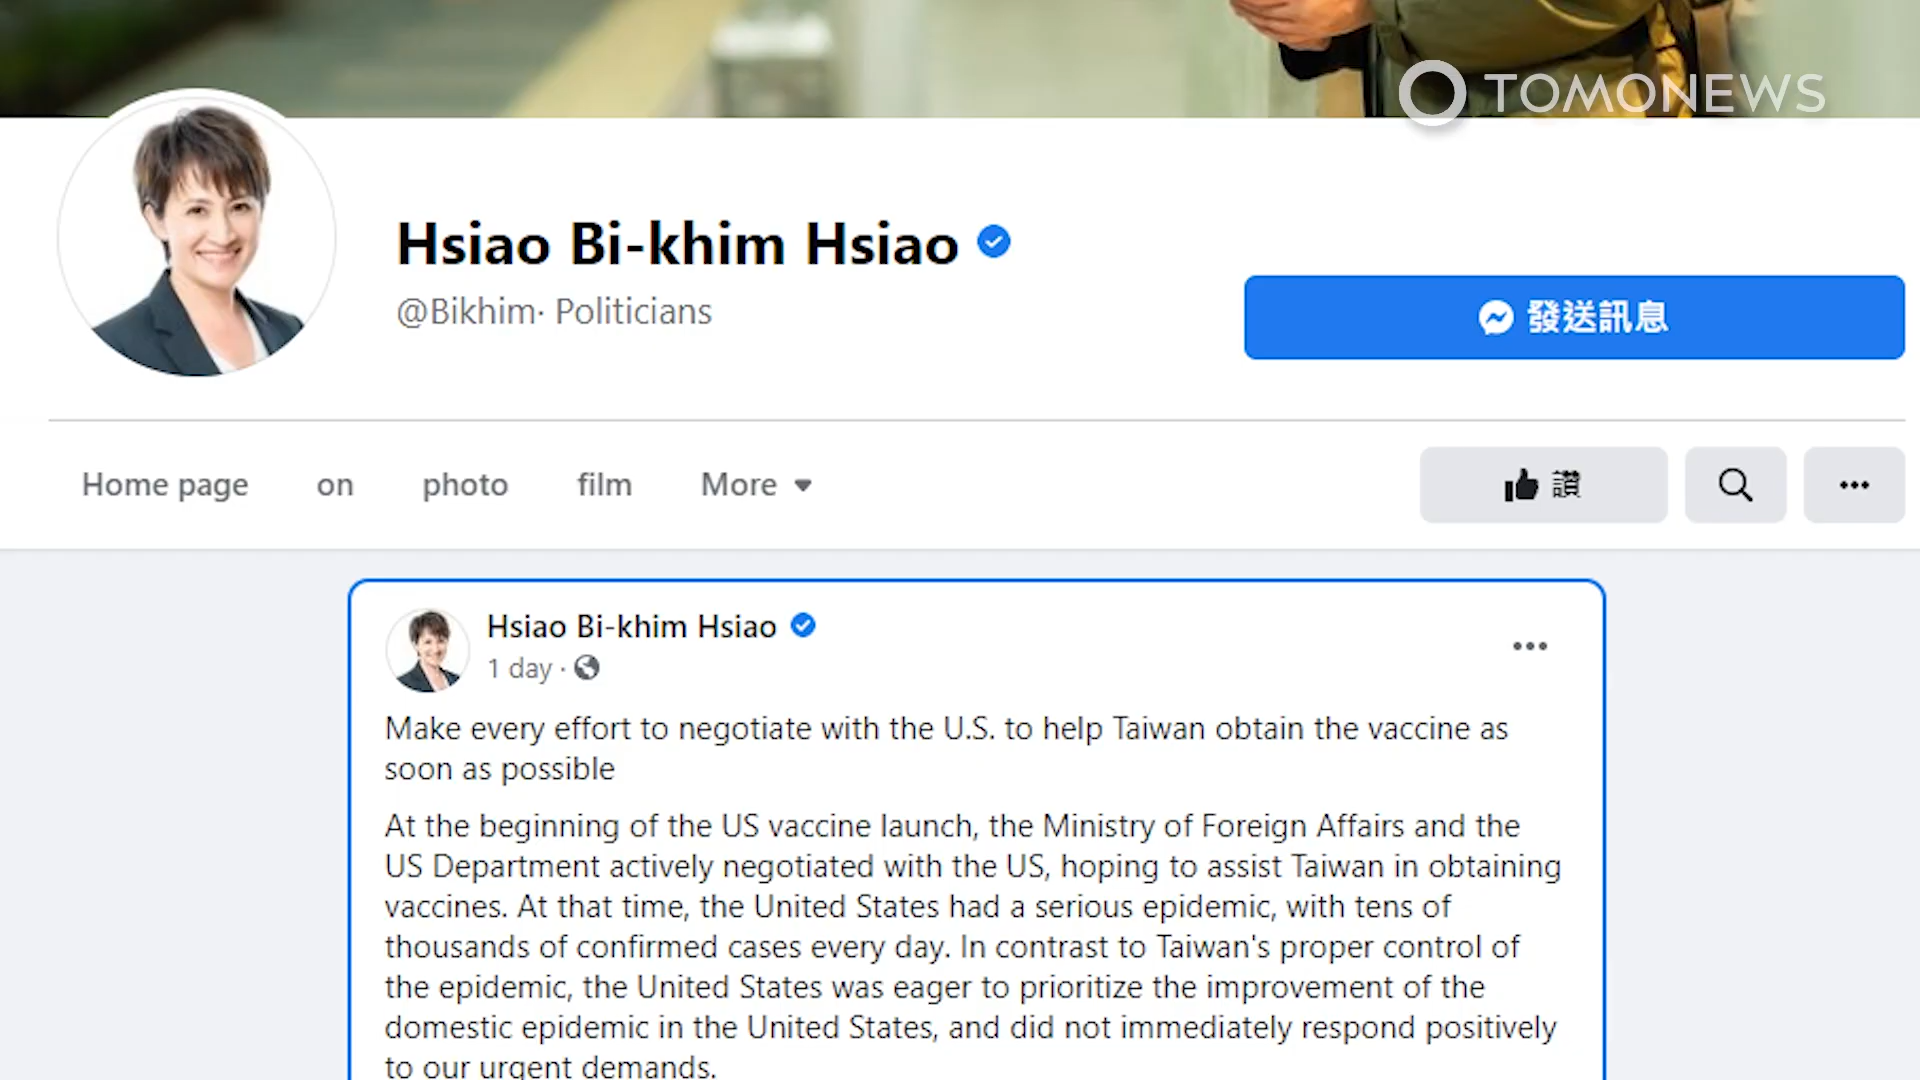 TOMONEWS
Hsiao Bi-khim Hsiao
@Bikhim· Politicians
發送訊息
Home page on photo film More
讚
Hsiao Bi-khim Hsiao
1 day ·
Make every effort to negotiate with the U.S. to help Taiwan obtain the vaccine as
soon as possible
At the beginning of the US vaccine launch, the Ministry of Foreign Affairs and the
US Department actively negotiated with the US, hoping to assist Taiwan in obtaining
vaccines. At that time, the United States had a serious epidemic, with tens of
thousands of confirmed cases every day. In contrast to Taiwan's proper control of
the epidemic, the United States was eager to prioritize the improvement of the
domestic epidemic in the United States, and did not immediately respond positively
to our urgent demands.